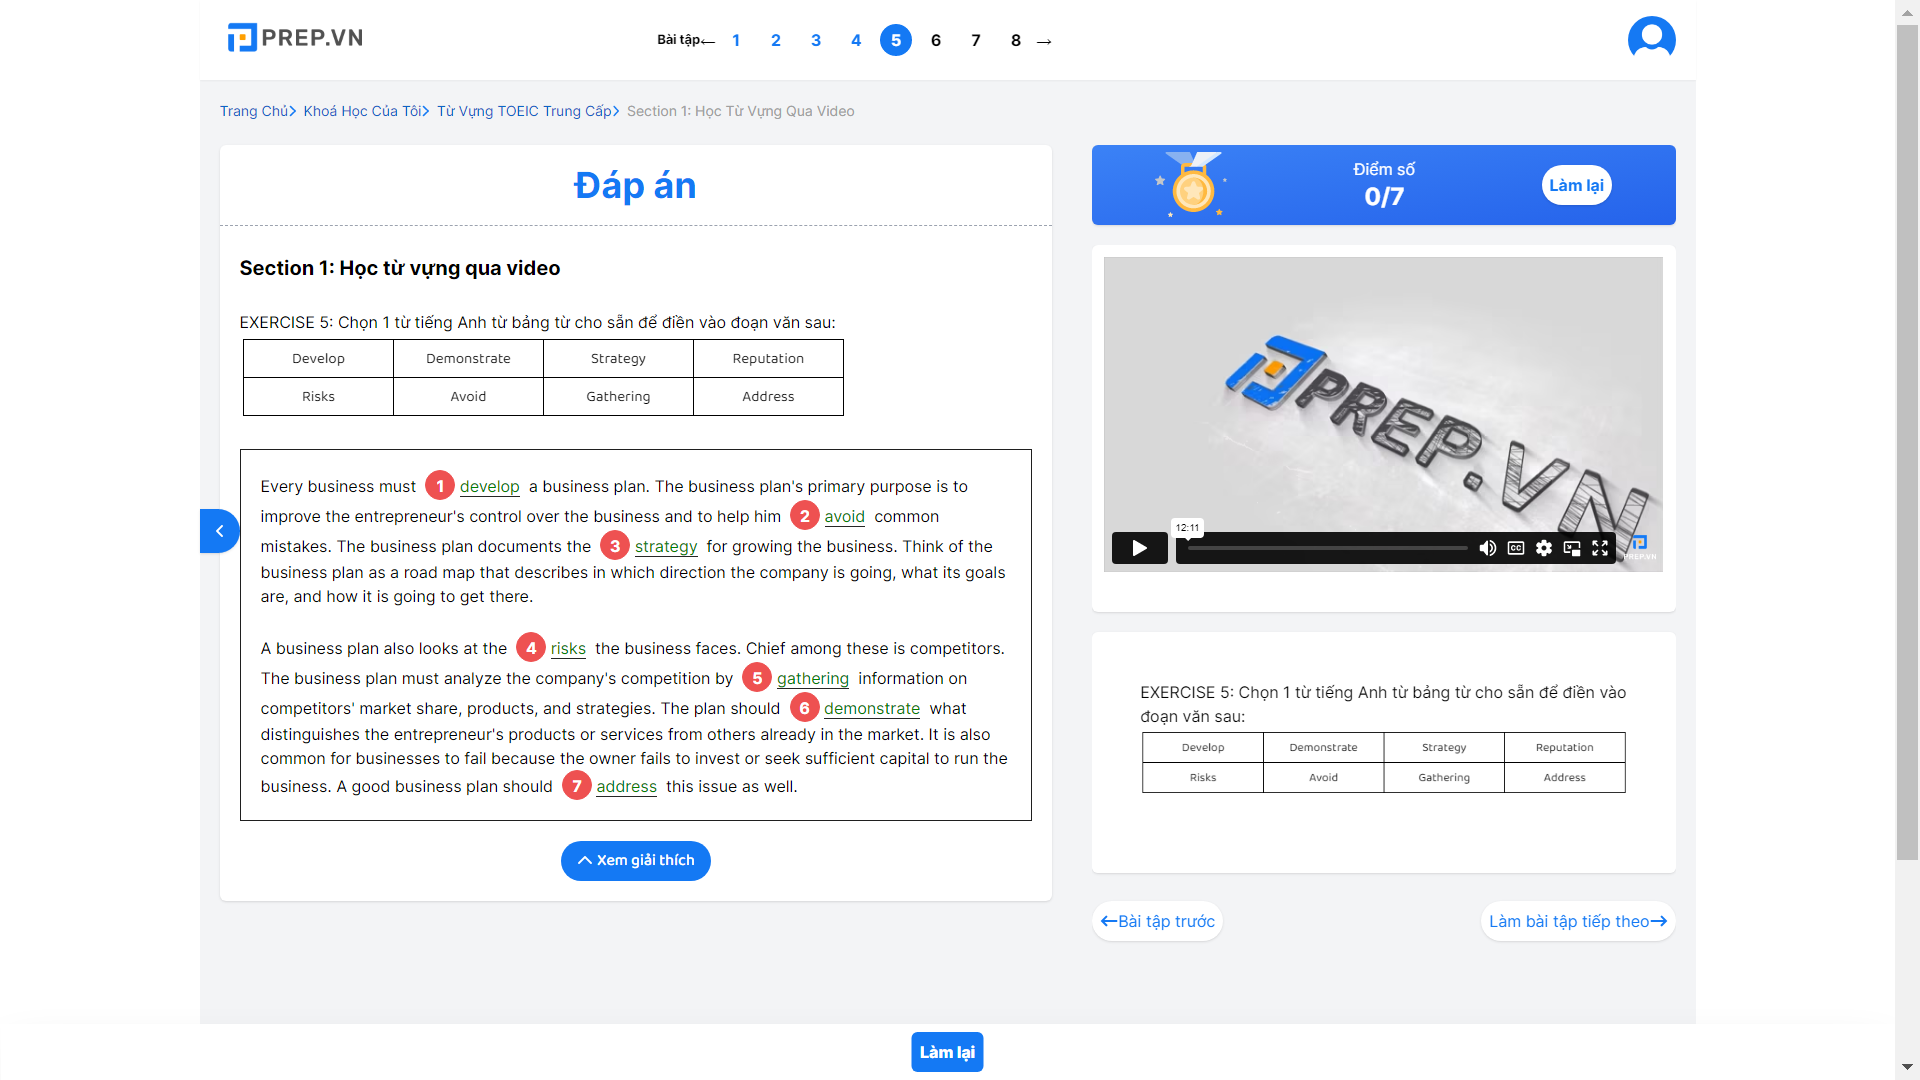 PREP.VN
Bài tập← 1 2 3 4 5 6 7 8 →
Trang Chủ> Khoá Học Của Tôi> Từ Vựng TOEIC Trung Cấp> Section 1: Học Từ Vựng Qua Video
Đáp án
Section 1: Học từ vựng qua video
EXERCISE 5: Chọn 1 từ tiếng Anh từ bảng từ cho sẵn để điền vào đoạn văn sau:
Develop Demonstrate Strategy Reputation
Risks Avoid Gathering Address
Every business must 1 develop a business plan. The business plan's primary purpose is to
improve the entrepreneur's control over the business and to help him 2 avoid common
mistakes. The business plan documents the 3 strategy for growing the business. Think of the
business plan as a road map that describes in which direction the company is going, what its goals
are, and how it is going to get there.
A business plan also looks at the 4 risks the business faces. Chief among these is competitors.
The business plan must analyze the company's competition by 5 gathering information on
competitors' market share, products, and strategies. The plan should 6 demonstrate what
distinguishes the entrepreneur's products or services from others already in the market. It is also
common for businesses to fail because the owner fails to invest or seek sufficient capital to run the
business. A good business plan should 7 address this issue as well.
Xem giải thích
Điểm số
0/7
Làm lại
PREP.VN
12:11
CC
PREP.VN
EXERCISE 5: Chọn 1 từ tiếng Anh từ bảng từ cho sẵn để điền vào
đoạn văn sau:
Develop Demonstrate Strategy Reputation
Risks Avoid Gathering Address
←Bài tập trước
Làm bài tập tiếp theo→
Làm lại